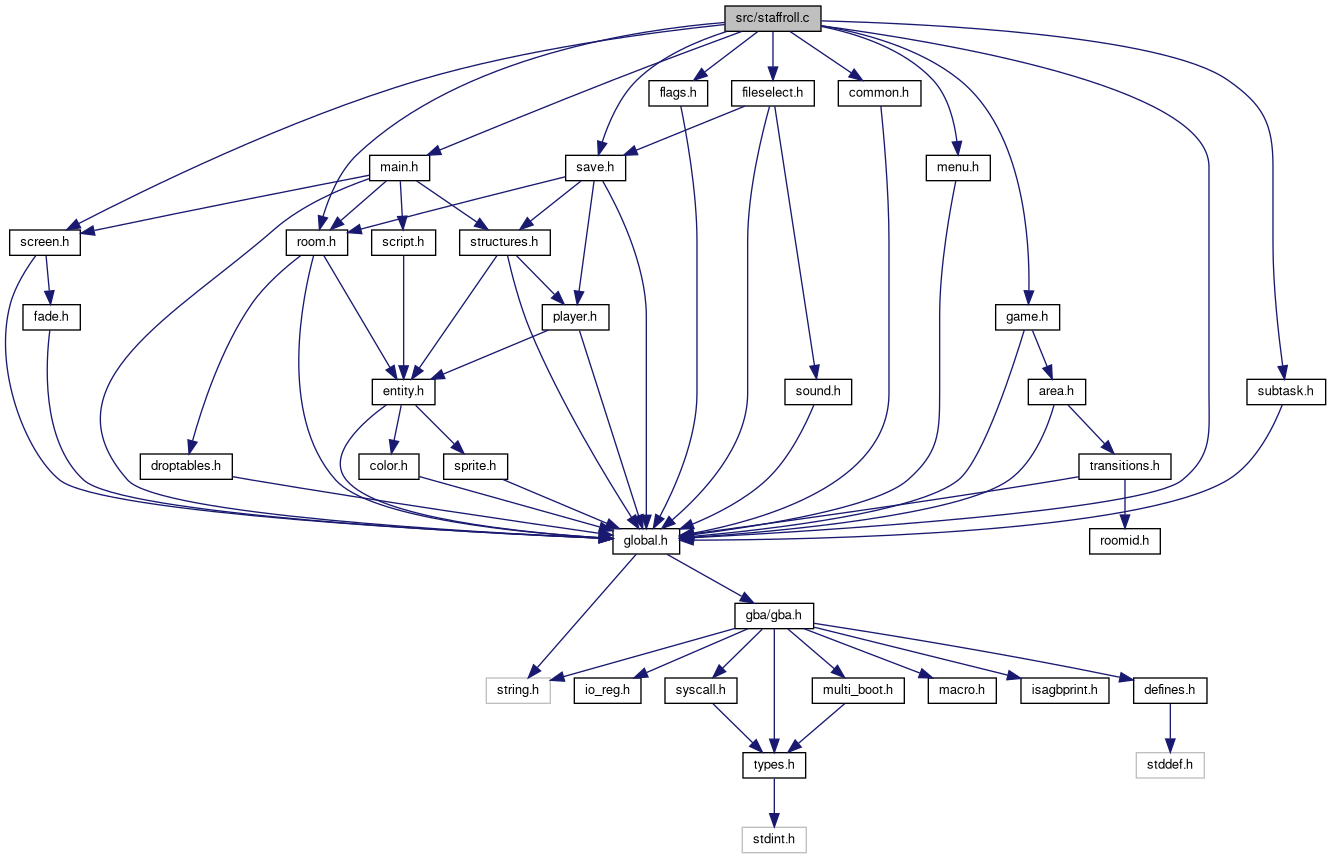 src/staffroll.c
flags.h
fileselect.h
common.h
main.h
save.h
menu.h
screen.h
room.h
script.h
structures.h
fade.h
player.h
game.h
entity.h
sound.h
area.h
subtask.h
droptables.h
color.h
sprite.h
transitions.h
global.h
roomid.h
gba/gba.h
string.h
io_reg.h
syscall.h
multi_boot.h
macro.h
isagbprint.h
defines.h
types.h
stddef.h
stdint.h